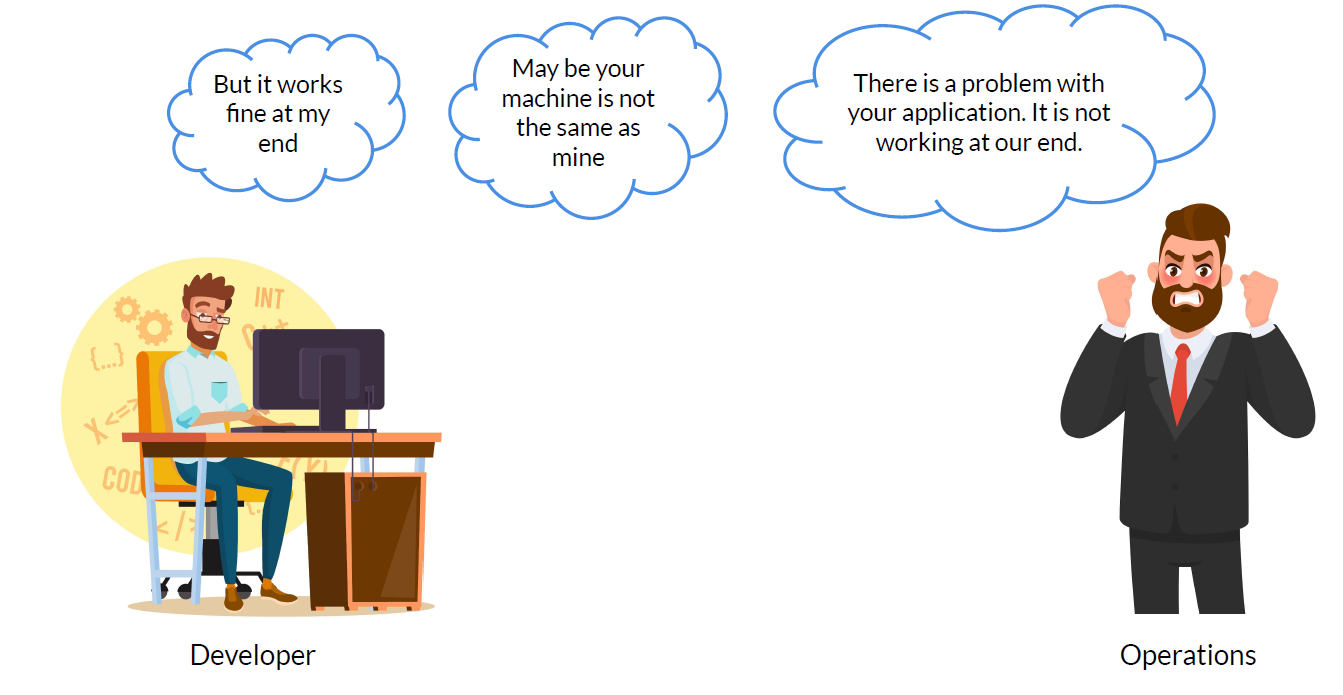 But it works
fine at my
end
May be your
machine is not
the same as
mine
There is a problem with
your application. It is not
working at our end.
INT
{...}
X<=>
COD
</>
Developer
Operations